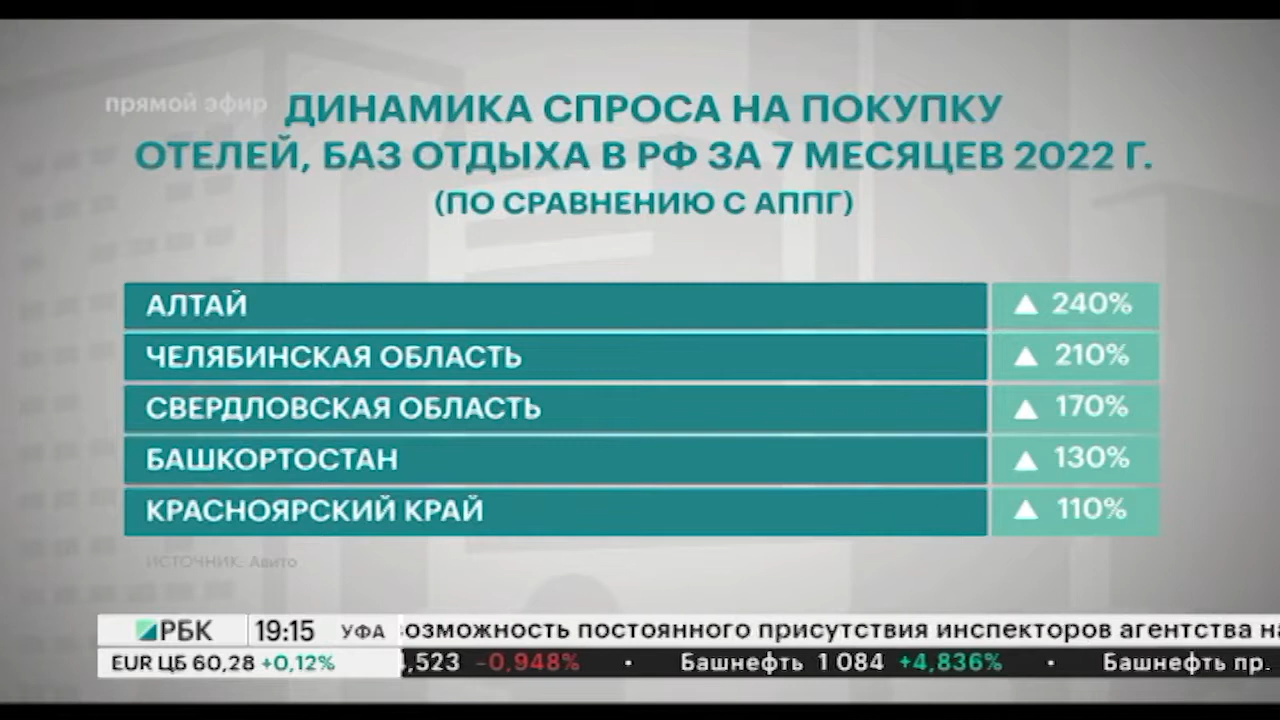 прямой эфир
ДИНАМИКА СПРОСА НА ПОКУПКУ
ОТЕЛЕЙ, БАЗ ОТДЫХА В РФ ЗА 7 МЕСЯЦЕВ 2022 Г.
(ПО СРАВНЕНИЮ С АППГ)
АЛТАЙ ▲ 240%
ЧЕЛЯБИНСКАЯ ОБЛАСТЬ ▲ 210%
СВЕРДЛОВСКАЯ ОБЛАСТЬ ▲ 170%
БАШКОРТОСТАН ▲ 130%
КРАСНОЯРСКИЙ КРАЙ ▲ 110%
ИСТОЧНИК: Авито
РБК 19:15 УФА озможность постоянного присутствия инспекторов агентства на
EUR ЦБ 60,28 +0,12% ,523 -0,948% · Башнефть 1 084 +4,836% · Башнефть пр.